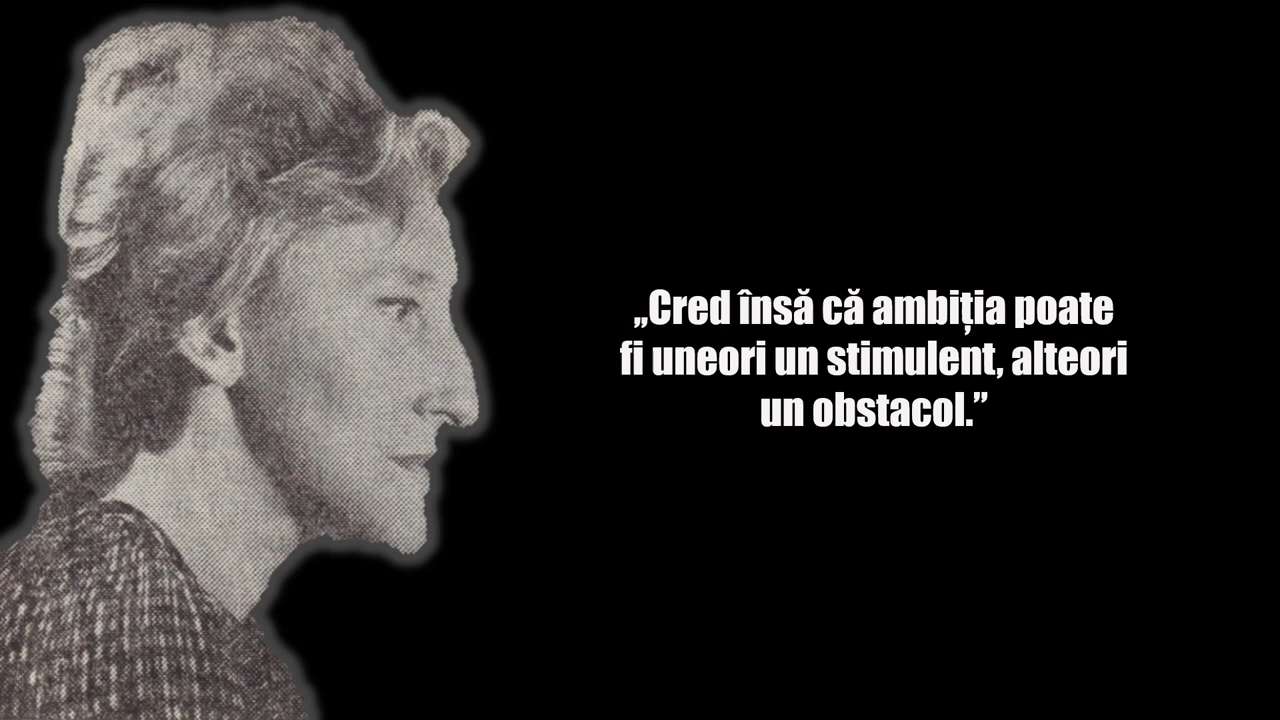 „Cred însă că ambiția poate
fi uneori un stimulent, alteori
un obstacol.”